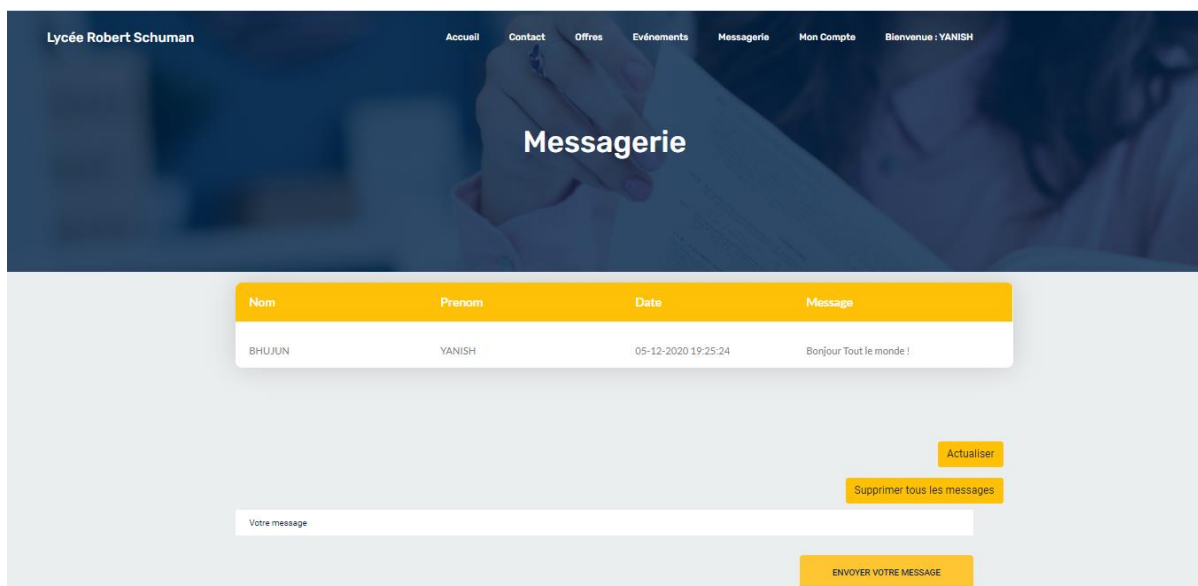 Lycée Robert Schuman Accueil Contact Offres Evénements Messagerie Mon Compte Bienvenue : YANISH
Messagerie
Nom Prenom Date Message
BHUJUN YANISH 05-12-2020 19:25:24 Bonjour Tout le monde !
Actualiser
Supprimer tous les messages
Votre message
ENVOYER VOTRE MESSAGE